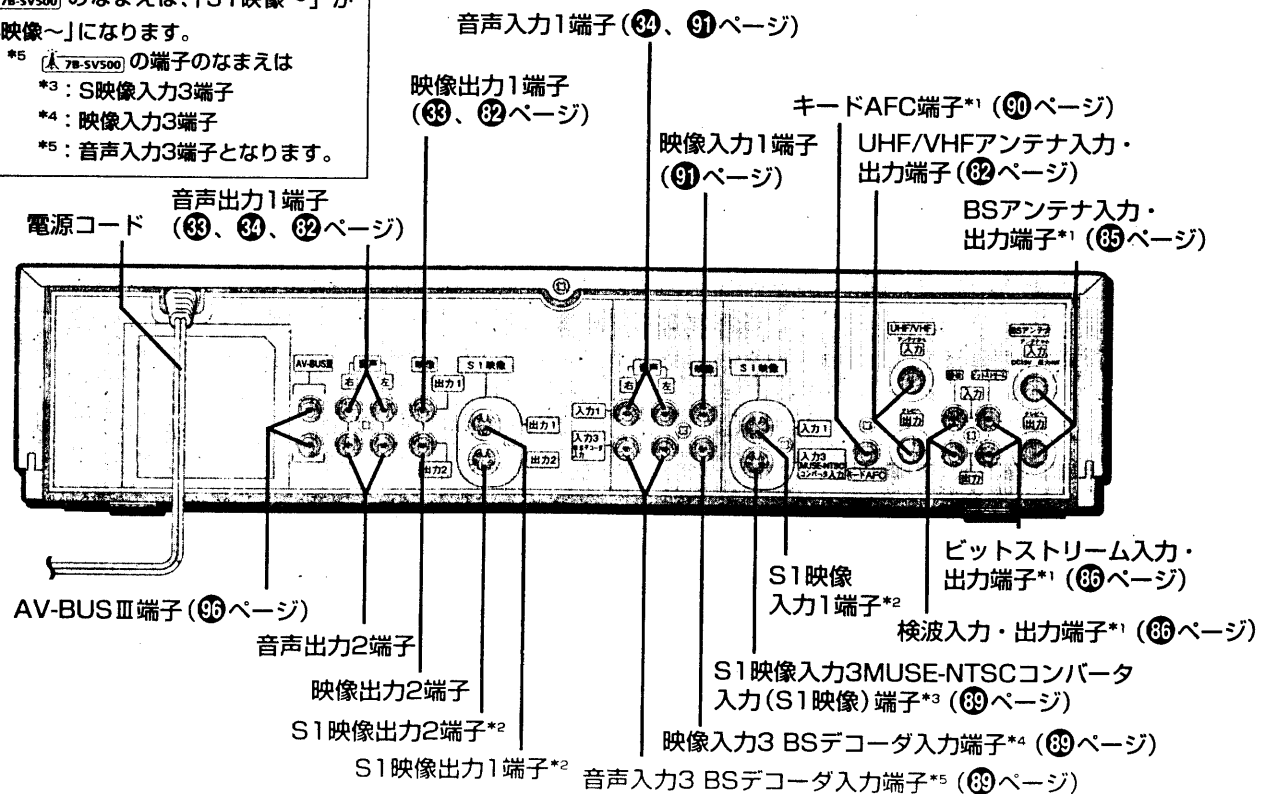 7B-SV500 のなまえは、「S1映像～」が
映像～」になります。
*5 7B-SV500 の端子のなまえは
*3：S映像入力3端子
*4：映像入力3端子
*5：音声入力3端子となります。
音声入力1端子（34、91ページ）
映像出力1端子
（33、82ページ）
キードAFC端子*1（90ページ）
映像入力1端子
（91ページ）
UHF/VHFアンテナ入力・
出力端子（82ページ）
音声出力1端子
（33、34、82ページ）
電源コード
BSアンテナ入力・
出力端子*1（85ページ）
AV-BUSⅢ
音声
右
左
映像
出力1
出力2
S1映像
出力1
出力2
音声
右
左
映像
入力1
入力3
S1映像
入力1
入力3
MUSE-NTSC
コンバータ入力
キードAFC
UHF/VHF
アンテナから
入力
出力
入力
出力
BSアンテナ
アンテナから
入力
出力
ビットストリーム入力・
出力端子*1（86ページ）
S1映像
入力1端子*2
AV-BUSⅢ端子（96ページ）
検波入力・出力端子*1（86ページ）
音声出力2端子
S1映像入力3MUSE-NTSCコンバータ
入力（S1映像）端子*3（89ページ）
映像出力2端子
S1映像出力2端子*2
映像入力3 BSデコーダ入力端子*4（89ページ）
S1映像出力1端子*2
音声入力3 BSデコーダ入力端子*5（89ページ）